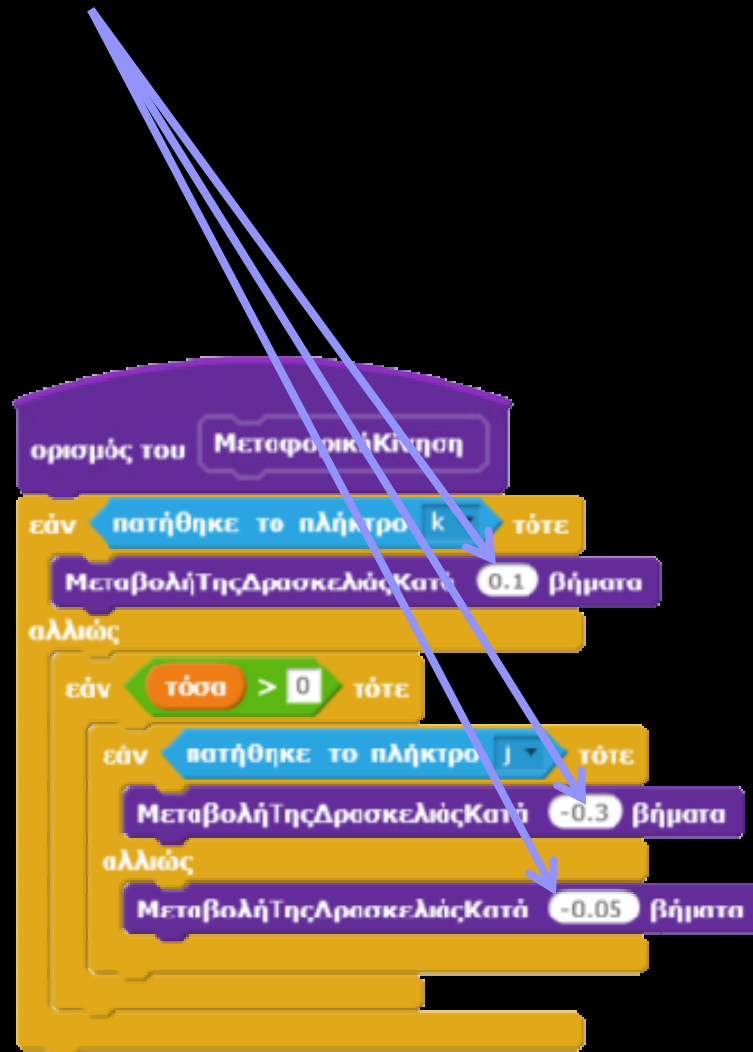 ορισμός του ΜεταφορικήΚίνηση
εάν πατήθηκε το πλήκτρο k τότε
ΜεταβολήΤηςΔρασκελιάςΚατά 0.1 βήματα
αλλιώς
εάν τόσα > 0 τότε
εάν πατήθηκε το πλήκτρο j τότε
ΜεταβολήΤηςΔρασκελιάςΚατά -0.3 βήματα
αλλιώς
ΜεταβολήΤηςΔρασκελιάςΚατά -0.05 βήματα